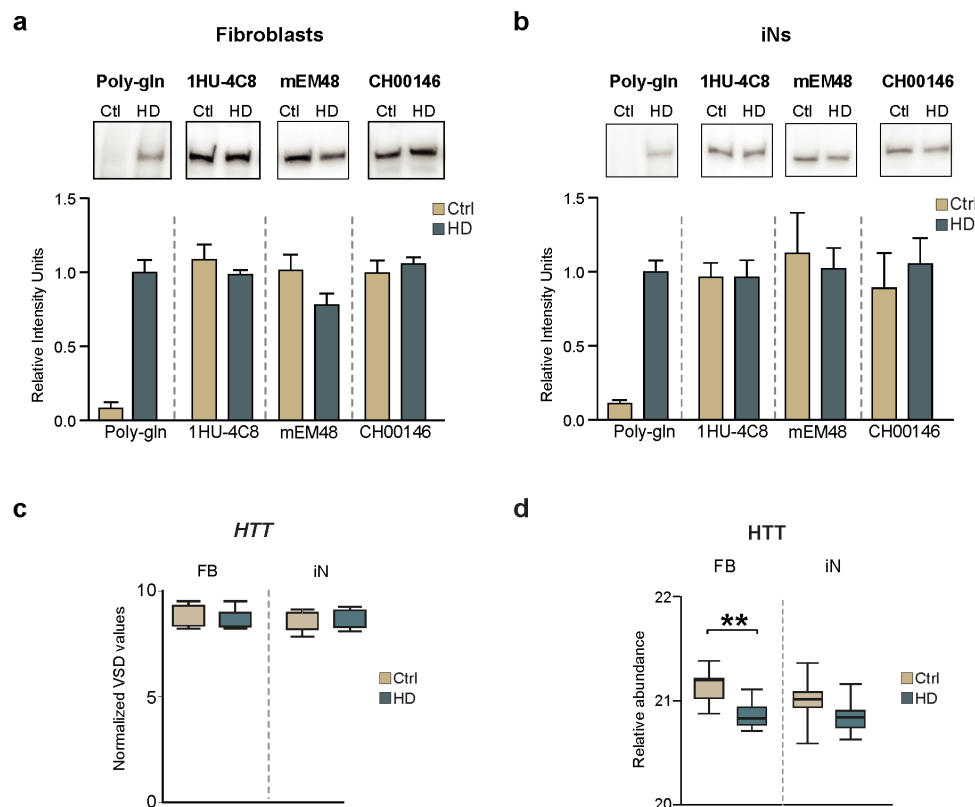 a
Fibroblasts
Poly-gln 1HU-4C8 mEM48 CH00146
Ctl HD Ctl HD Ctl HD Ctl HD
1.5
1.0
0.5
0.0
Relative Intensity Units
Ctrl
HD
Poly-gln 1HU-4C8 mEM48 CH00146
b
iNs
Poly-gln 1HU-4C8 mEM48 CH00146
Ctl HD Ctl HD Ctl HD Ctl HD
1.5
1.0
0.5
0.0
Relative Intensity Units
Ctrl
HD
Poly-gln 1HU-4C8 mEM48 CH00146
c
HTT
FB iN
10
5
0
Normalized VSD values
Ctrl
HD
d
HTT
FB iN
22
21
20
Relative abundance
**
Ctrl
HD